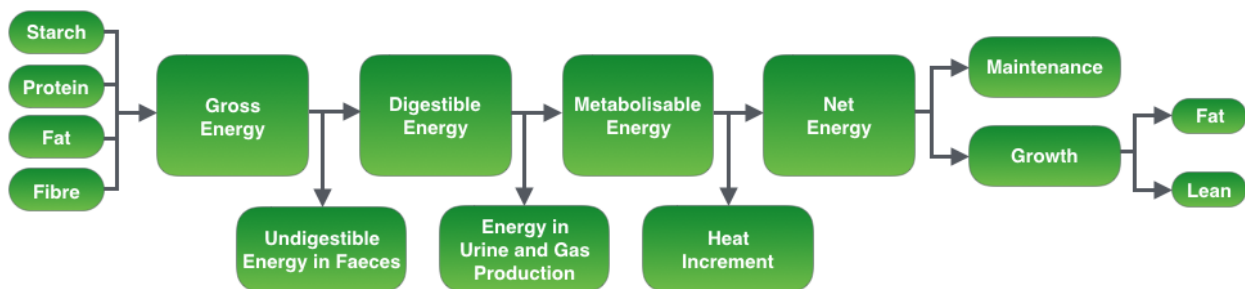 Starch
Protein
Fat
Fibre
Gross
Energy
Digestible
Energy
Metabolisable
Energy
Net
Energy
Maintenance
Growth
Fat
Lean
Undigestible
Energy in Faeces
Energy in
Urine and Gas
Production
Heat
Increment